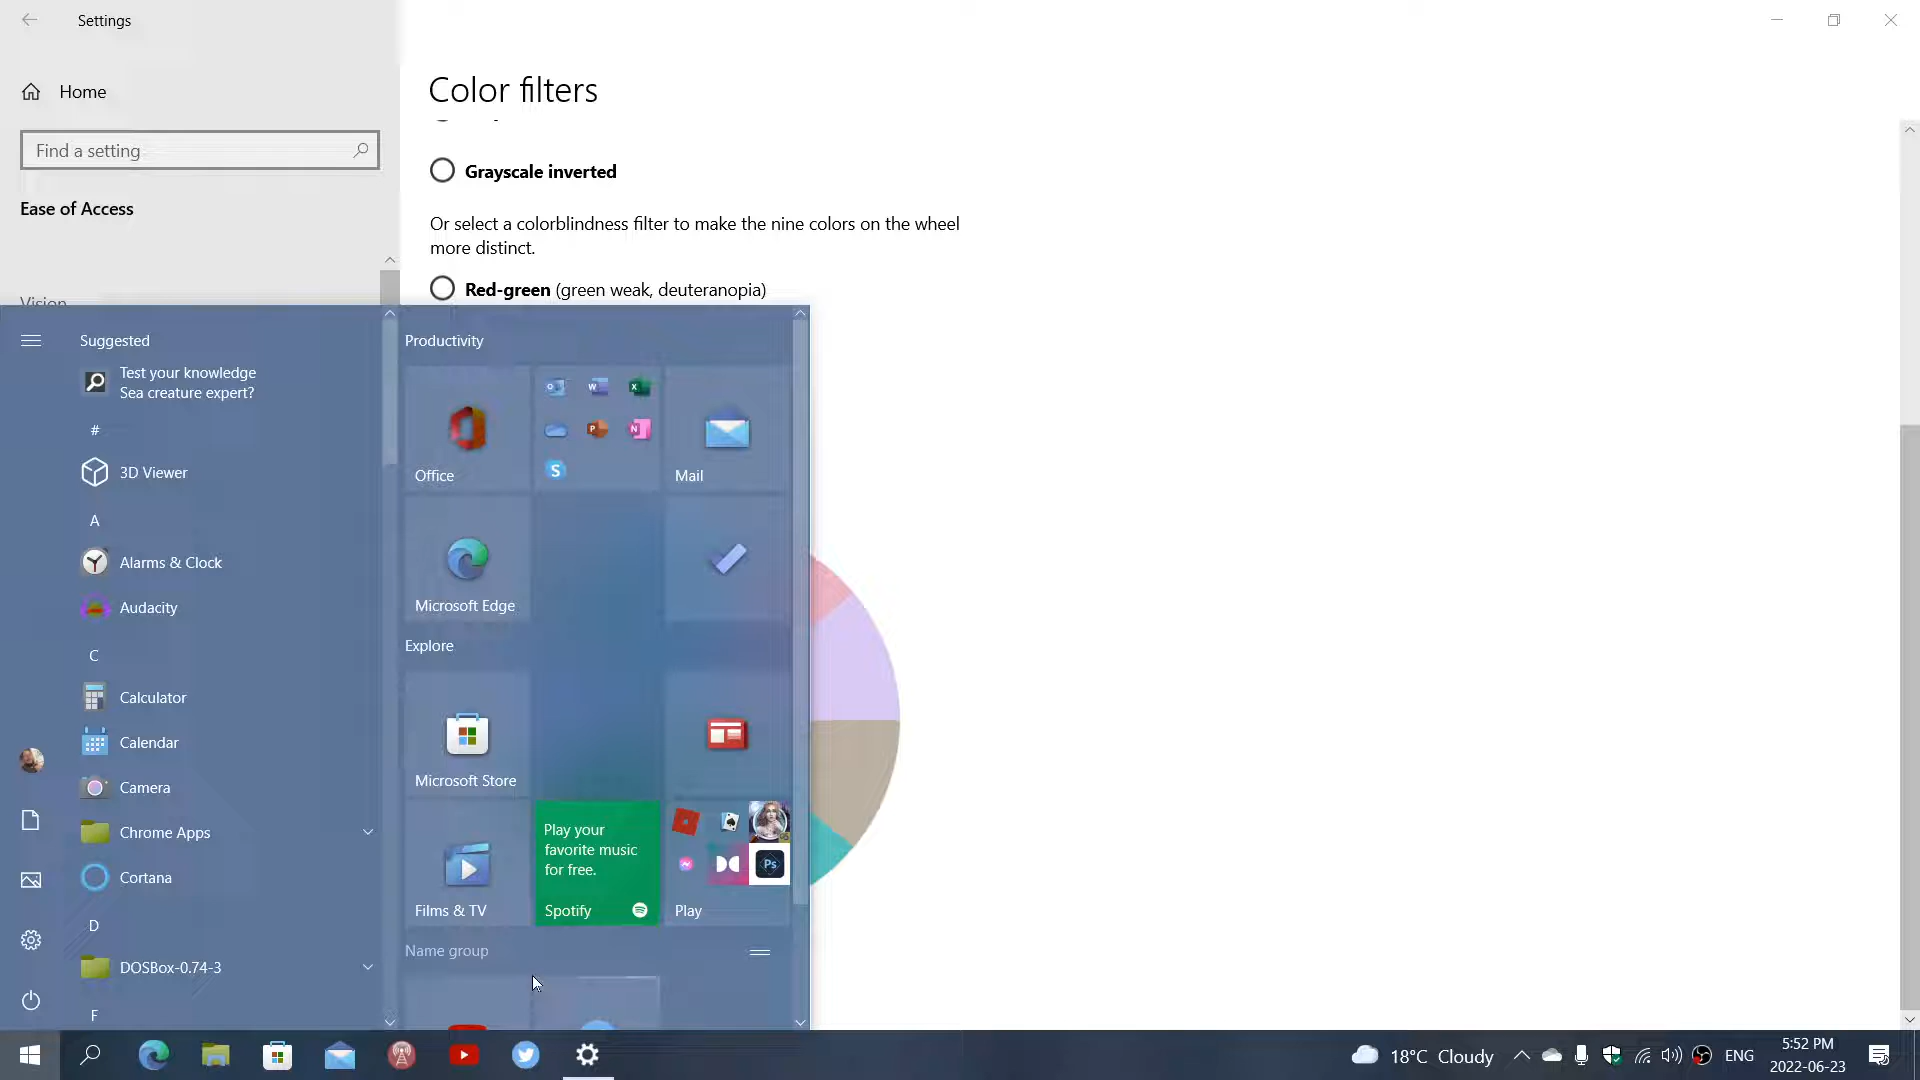 Settings
Home
Find a setting
Ease of Access
Vision
Color filters
Grayscale inverted
Or select a colorblindness filter to make the nine colors on the wheel
more distinct.
Red-green (green weak, deuteranopia)
Suggested
Test your knowledge
Sea creature expert?
#
3D Viewer
A
Alarms & Clock
Audacity
C
Calculator
Calendar
Camera
Chrome Apps
Cortana
D
DOSBox-0.74-3
F
Productivity
Office
Mail
Microsoft Edge
Explore
Microsoft Store
Films & TV
Play your
favorite music
for free.
Spotify
Play
Ps
Name group
18°C Cloudy
ENG
5:52 PM
2022-06-23